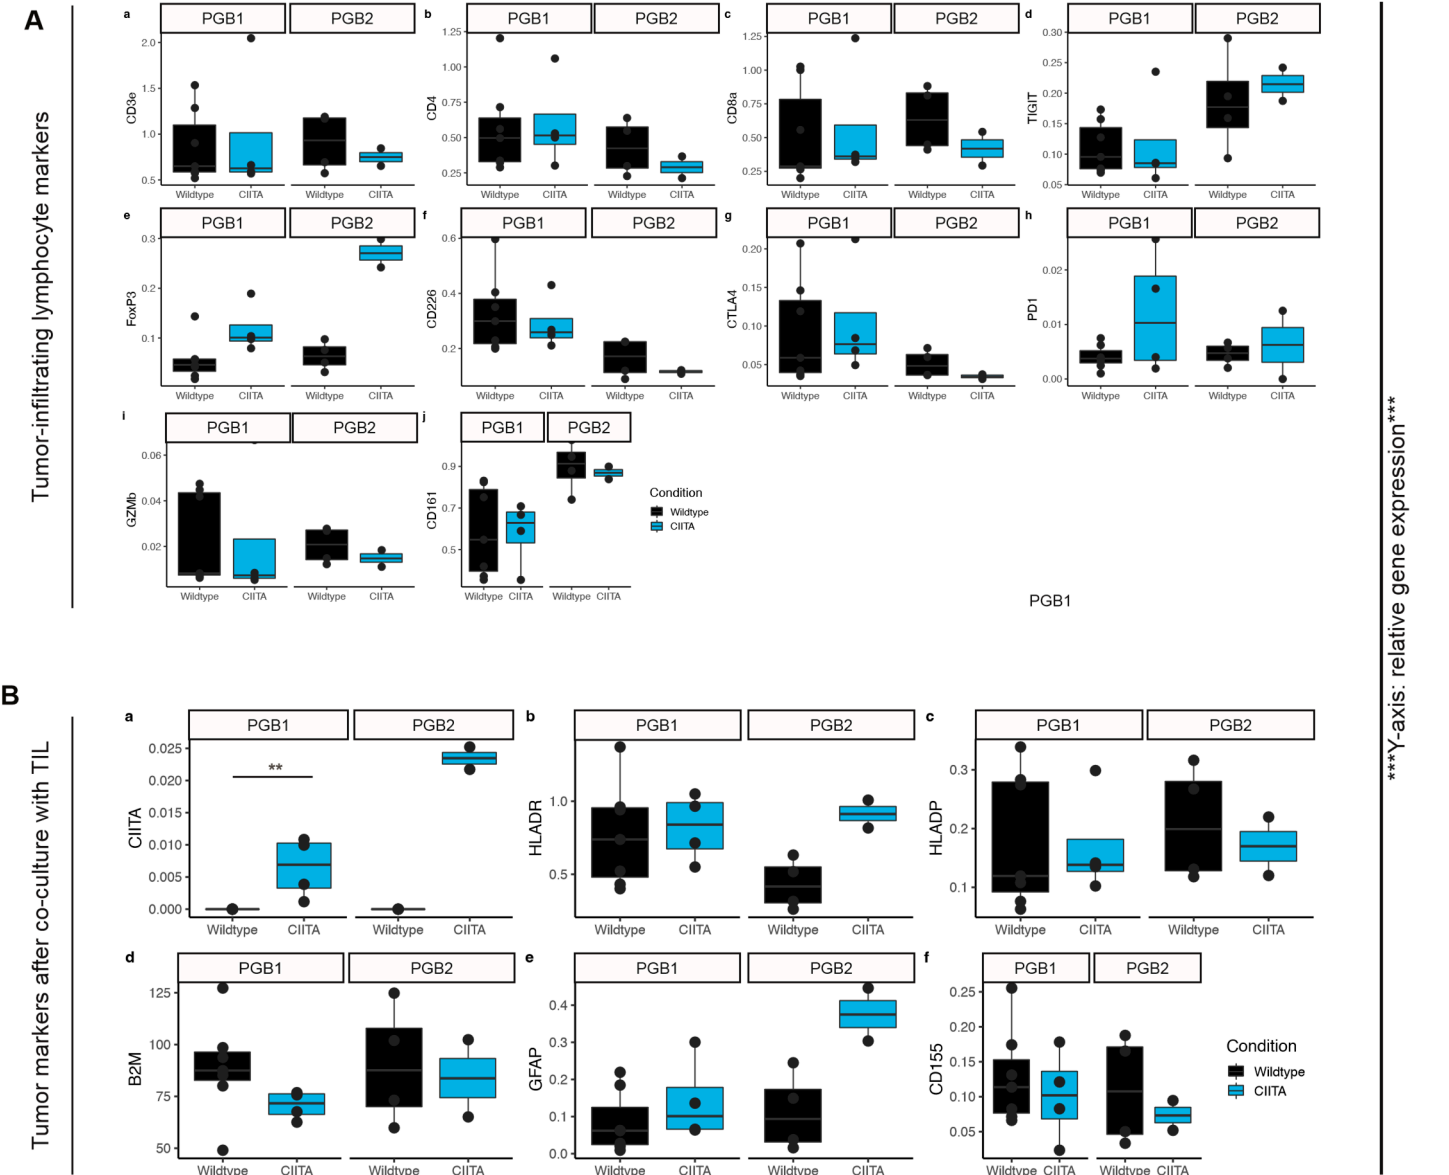 A
Tumor-infiltrating lymphocyte markers
a
PGB1 PGB2
CD3e
2.0
1.5
1.0
0.5
Wildtype CIITA Wildtype CIITA
b
PGB1 PGB2
CD4
1.25
1.00
0.75
0.50
0.25
Wildtype CIITA Wildtype CIITA
c
PGB1 PGB2
CD8a
1.25
1.00
0.75
0.50
0.25
Wildtype CIITA Wildtype CIITA
d
PGB1 PGB2
TIGIT
0.30
0.25
0.20
0.15
0.10
0.05
Wildtype CIITA Wildtype CIITA
e
PGB1 PGB2
FoxP3
0.3
0.2
0.1
Wildtype CIITA Wildtype CIITA
f
PGB1 PGB2
CD226
0.6
0.4
0.2
Wildtype CIITA Wildtype CIITA
g
PGB1 PGB2
CTLA4
0.20
0.15
0.10
0.05
Wildtype CIITA Wildtype CIITA
h
PGB1 PGB2
PD1
0.02
0.01
0.00
Wildtype CIITA Wildtype CIITA
i
PGB1 PGB2
GZMb
0.06
0.04
0.02
Wildtype CIITA Wildtype CIITA
j
PGB1 PGB2
CD161
0.9
0.7
0.5
Wildtype CIITA Wildtype CIITA
Condition
Wildtype
CIITA
PGB1
***Y-axis: relative gene expression***
B
Tumor markers after co-culture with TIL
a
PGB1 PGB2
CIITA
0.025
0.020
0.015
0.010
0.005
0.000
**
Wildtype CIITA Wildtype CIITA
b
PGB1 PGB2
HLADR
1.0
0.5
Wildtype CIITA Wildtype CIITA
c
PGB1 PGB2
HLADP
0.3
0.2
0.1
Wildtype CIITA Wildtype CIITA
d
PGB1 PGB2
B2M
125
100
75
50
Wildtype CIITA Wildtype CIITA
e
PGB1 PGB2
GFAP
0.4
0.3
0.2
0.1
0.0
Wildtype CIITA Wildtype CIITA
f
PGB1 PGB2
CD155
0.25
0.20
0.15
0.10
0.05
Wildtype CIITA Wildtype CIITA
Condition
Wildtype
CIITA